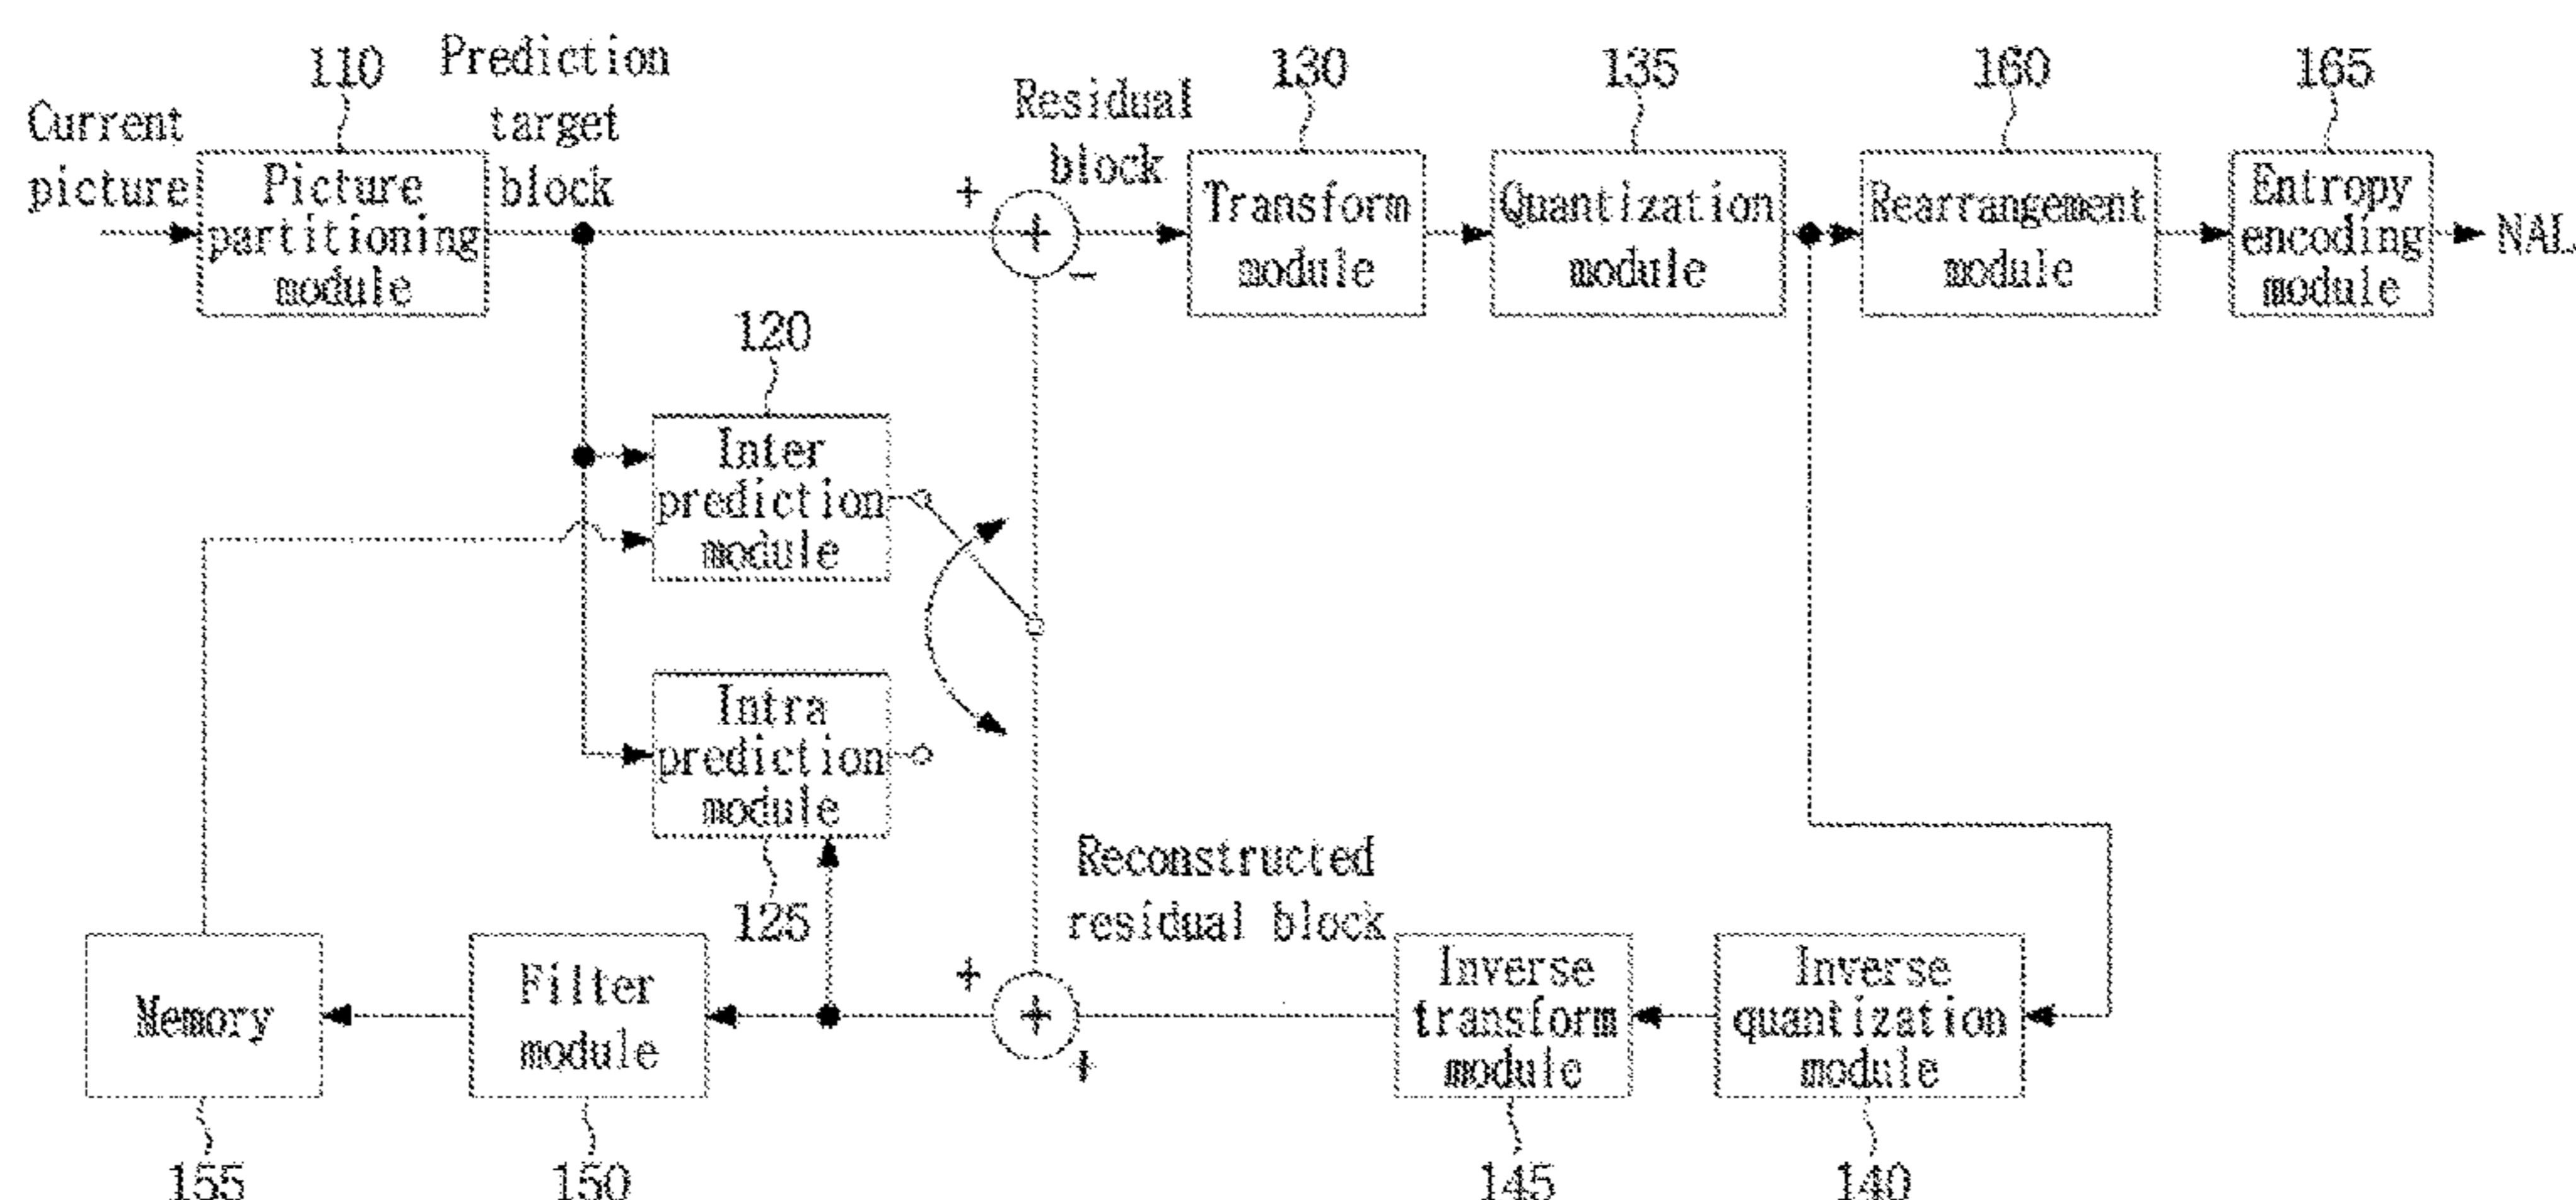 110
Prediction
target
block
Current
picture
Picture
partitioning
module
Residual
block
+
+
-
130
Transform
module
135
Quantization
module
160
Rearrangement
module
165
Entropy
encoding
module
NAL
120
Inter
prediction
module
Intra
prediction
module
125
Reconstructed
residual block
+
+
+
Memory
155
Filter
module
150
Inverse
transform
module
145
Inverse
quantization
module
140